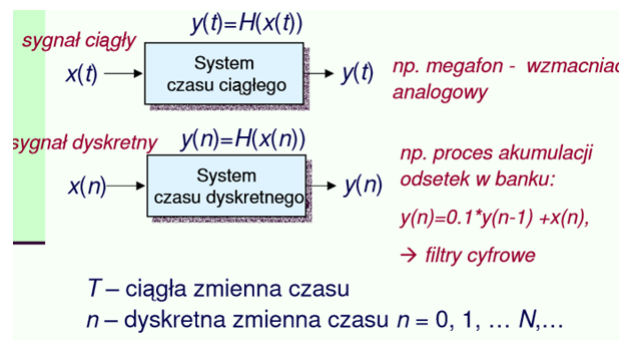 y(t)=H(x(t))
sygnał ciągły
x(t)
System
czasu ciągłego
y(t)
np. megafon - wzmacniac
analogowy
sygnał dyskretny
y(n)=H(x(n))
x(n)
System
czasu dyskretnego
y(n)
np. proces akumulacji
odsetek w banku:
y(n)=0.1*y(n-1) +x(n),
→ filtry cyfrowe
T – ciągła zmienna czasu
n – dyskretna zmienna czasu n = 0, 1, … N,…